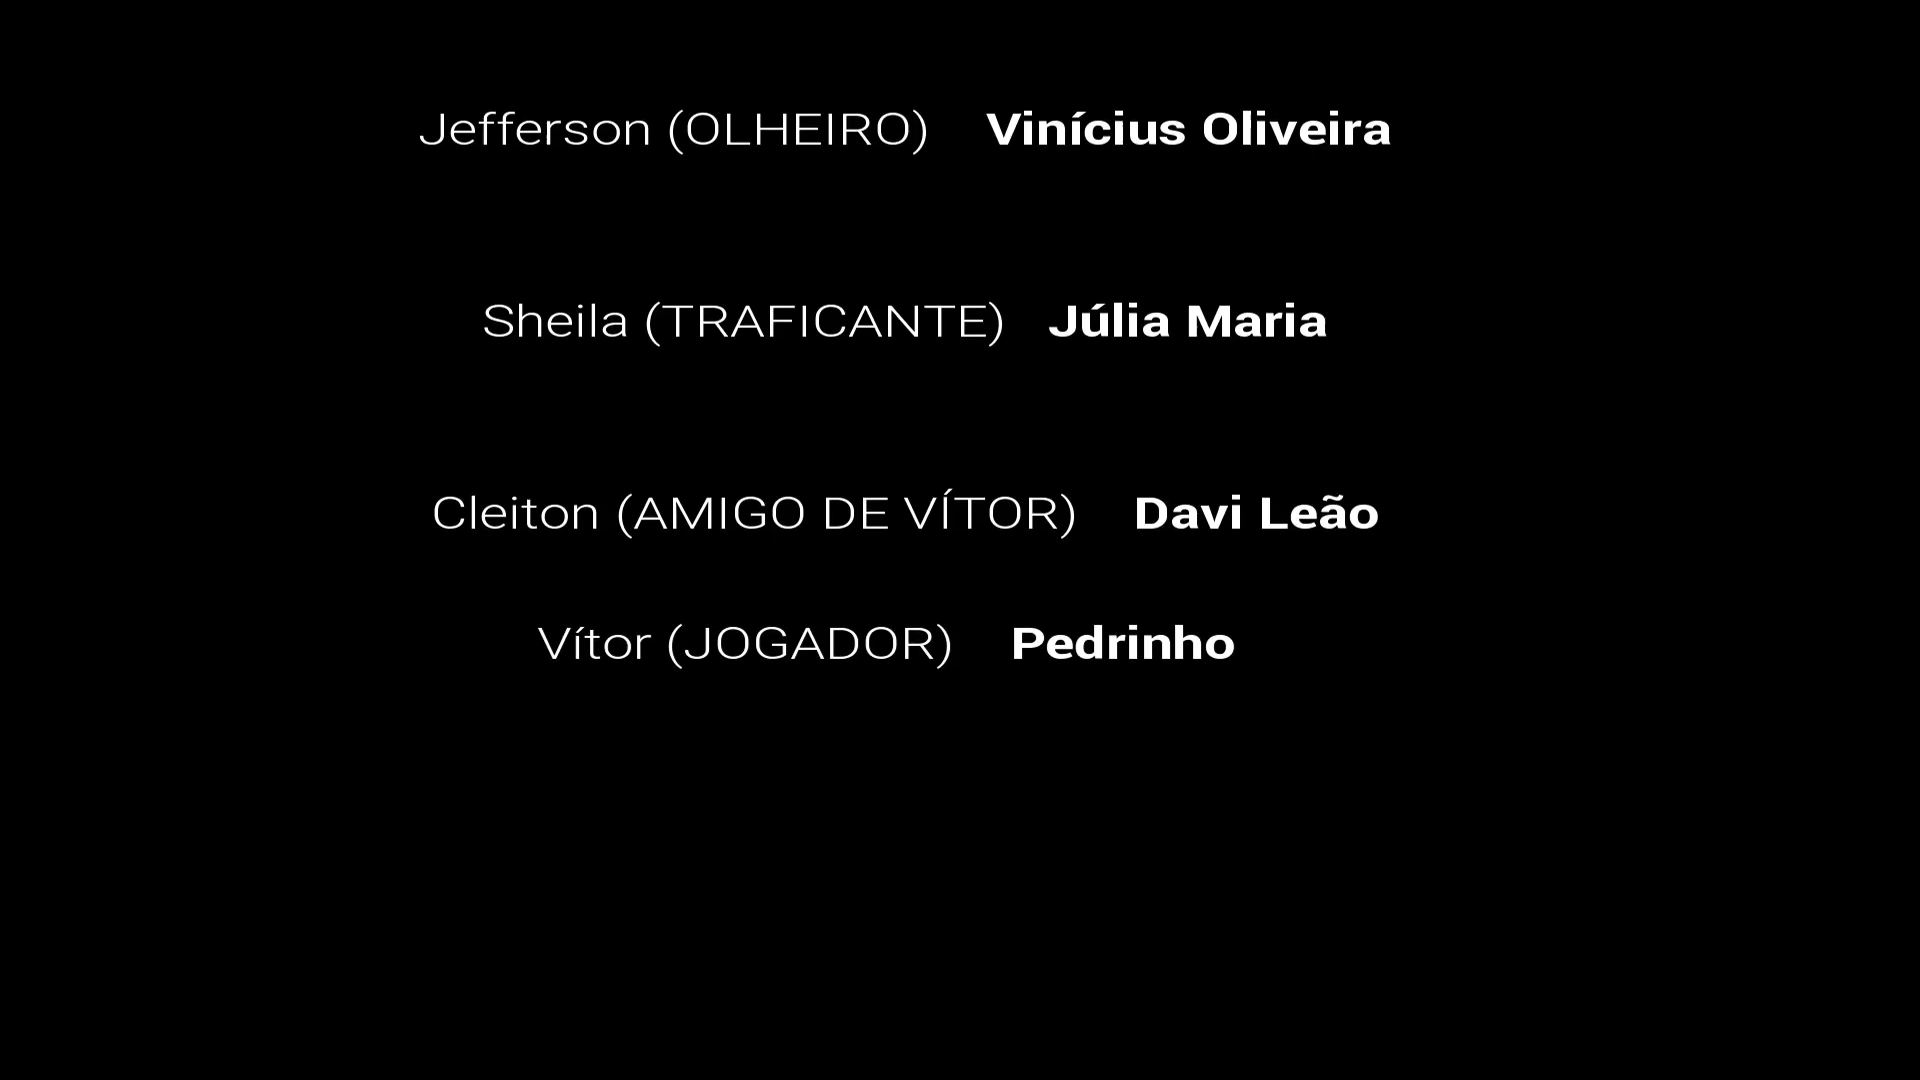 Jefferson (OLHEIRO) Vinícius Oliveira
Sheila (TRAFICANTE) Júlia Maria
Cleiton (AMIGO DE VÍTOR) Davi Leão
Vítor (JOGADOR) Pedrinho